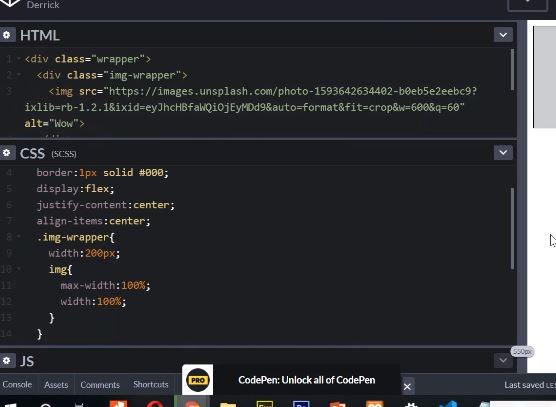 Derrick
HTML
1 <div class="wrapper">
2 <div class="img-wrapper">
3 <img src="https://images.unsplash.com/photo-1593642634402-b0eb5e2eebc9?
ixlib=rb-1.2.1&ixid=eyJhcHBfaWQiOjEyMDd9&auto=format&fit=crop&w=600&q=60"
alt="Wow">
CSS (SCSS)
4 border:1px solid #000;
5 display:flex;
6 justify-content:center;
7 align-items:center;
8 .img-wrapper{
9 width:200px;
10 img{
11 max-width:100%;
12 width:100%;
13 }
14 }
JS
550px
Console Assets Comments Shortcuts PRO CodePen: Unlock all of CodePen × Last saved LES